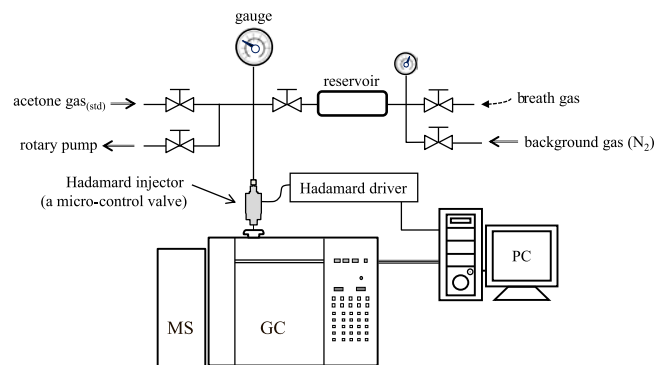 gauge
reservoir
acetone gas(std)
breath gas
rotary pump
background gas (N2)
Hadamard injector
(a micro-control valve)
Hadamard driver
PC
MS
GC